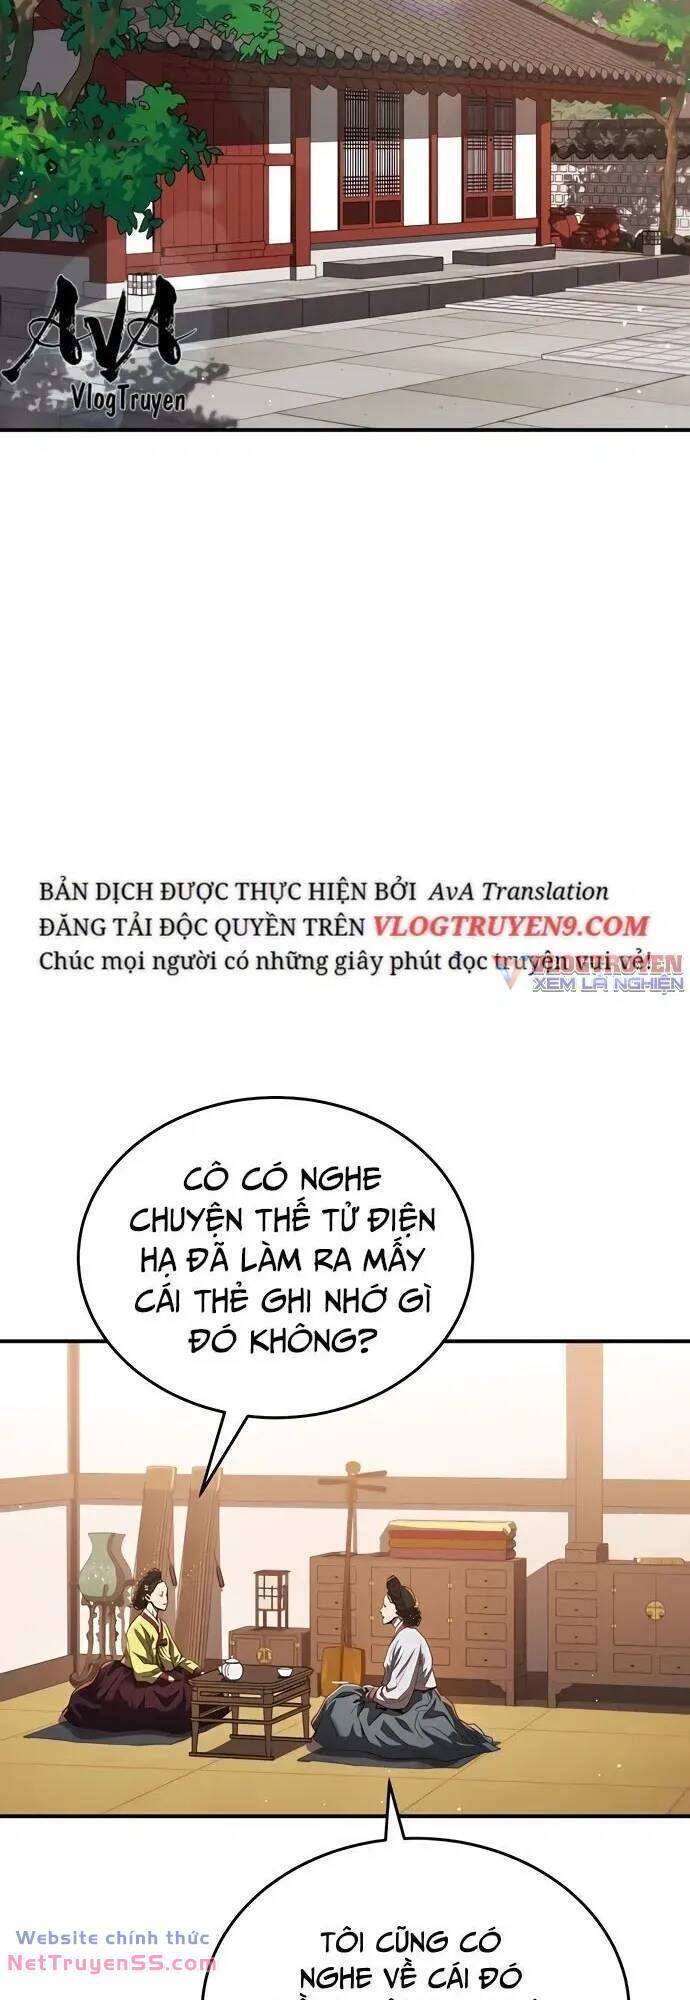 AVA
VlogTruyen
BẢN DỊCH ĐƯỢC THỰC HIỆN BỞI AvA Translation
ĐĂNG TẢI ĐỘC QUYỀN TRÊN VLOGTRUYEN9.COM
Chúc mọi người có những giây phút đọc truyện vui vẻ!
VLOGTRUYEN
XEM LÀ NGHIỆN
CÔ CÓ NGHE
CHUYỆN THẾ TỬ ĐIỆN
HẠ ĐÃ LÀM RA MẤY
CÁI THẺ GHI NHỚ GÌ
ĐÓ KHÔNG?
Website chính thức
NetTruyenSS.com
TÔI CŨNG CÓ
NGHE VỀ CÁI ĐÓ